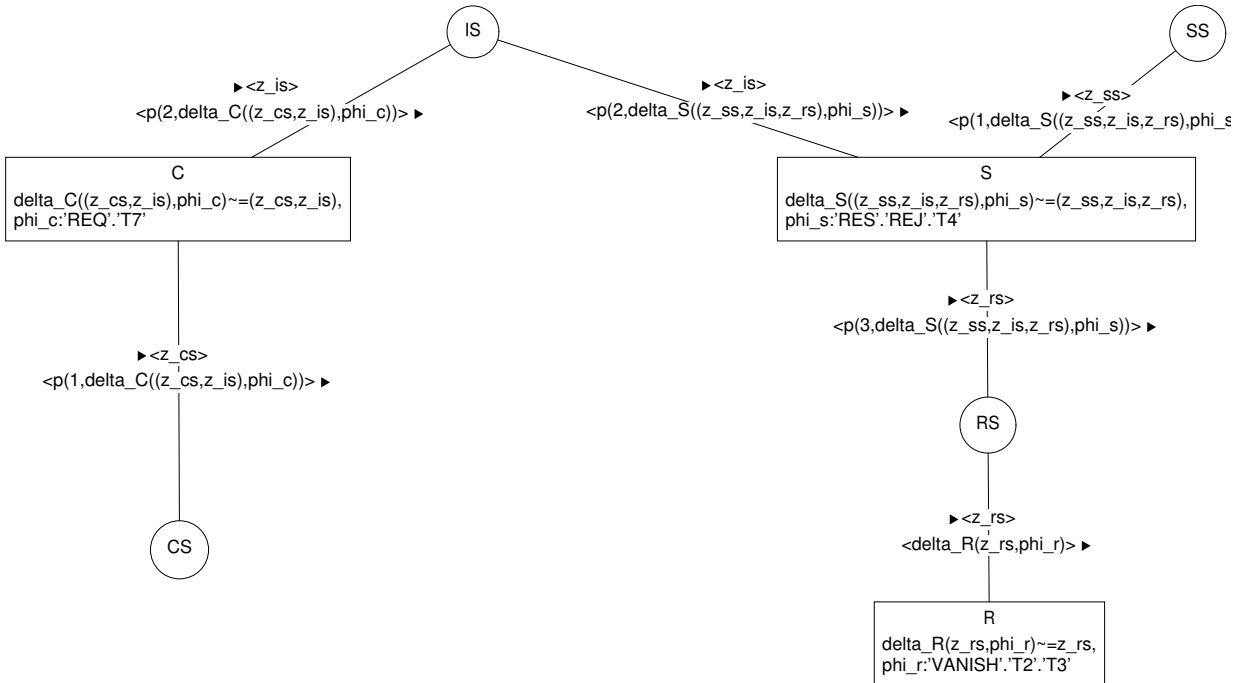 IS
SS
▶<z_is>
<p(2,delta_C((z_cs,z_is),phi_c))> ▶
▶<z_is>
<p(2,delta_S((z_ss,z_is,z_rs),phi_s))> ▶
▶<z_ss>
<p(1,delta_S((z_ss,z_is,z_rs),phi_s
C
delta_C((z_cs,z_is),phi_c)~=(z_cs,z_is),
phi_c:'REQ'.'T7'
S
delta_S((z_ss,z_is,z_rs),phi_s)~=(z_ss,z_is,z_rs),
phi_s:'RES'.'REJ'.'T4'
▶<z_rs>
<p(3,delta_S((z_ss,z_is,z_rs),phi_s))> ▶
▶<z_cs>
<p(1,delta_C((z_cs,z_is),phi_c))> ▶
RS
▶<z_rs>
<delta_R(z_rs,phi_r)> ▶
CS
R
delta_R(z_rs,phi_r)~=z_rs,
phi_r:'VANISH'.'T2'.'T3'